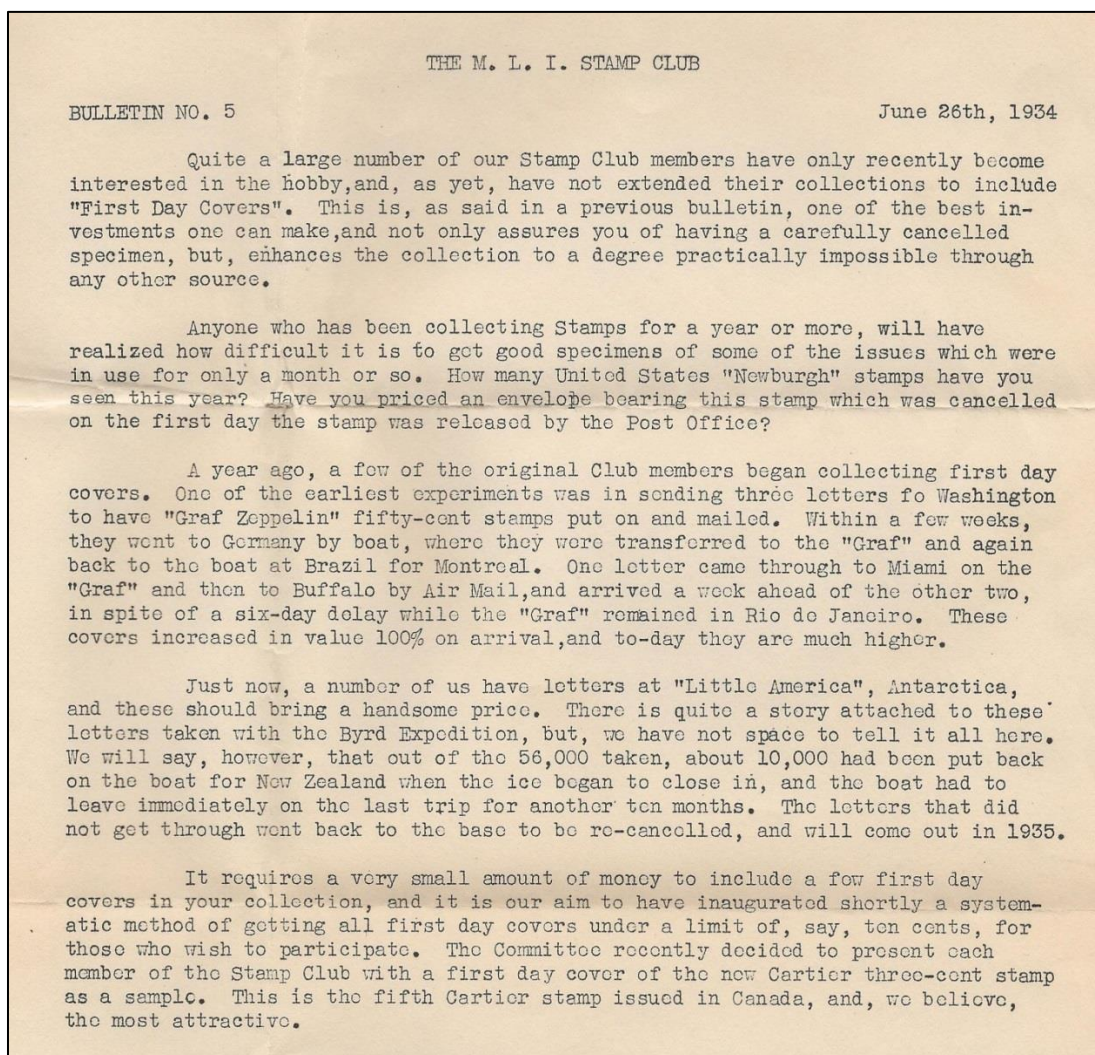 THE M. L. I. STAMP CLUB
BULLETIN NO. 5 June 26th, 1934
Quite a large number of our Stamp Club members have only recently become
interested in the hobby,and, as yet, have not extended their collections to include
"First Day Covers". This is, as said in a previous bulletin, one of the best in-
vestments one can make,and not only assures you of having a carefully cancelled
specimen, but, enhances the collection to a degree practically impossible through
any other source.
Anyone who has been collecting Stamps for a year or more, will have
realized how difficult it is to get good specimens of some of the issues which were
in use for only a month or so. How many United States "Newburgh" stamps have you
seen this year? Have you priced an envelope bearing this stamp which was cancelled
on the first day the stamp was released by the Post Office?
A year ago, a few of the original Club members began collecting first day
covers. One of the earliest experiments was in sending three letters fo Washington
to have "Graf Zeppelin" fifty-cent stamps put on and mailed. Within a few weeks,
they went to Germany by boat, where they were transferred to the "Graf" and again
back to the boat at Brazil for Montreal. One letter came through to Miami on the
"Graf" and then to Buffalo by Air Mail,and arrived a week ahead of the other two,
in spite of a six-day delay while the "Graf" remained in Rio de Janeiro. These
covers increased in value 100% on arrival,and to-day they are much higher.
Just now, a number of us have letters at "Little America", Antarctica,
and these should bring a handsome price. There is quite a story attached to these
letters taken with the Byrd Expedition, but, we have not space to tell it all here.
We will say, however, that out of the 56,000 taken, about 10,000 had been put back
on the boat for New Zealand when the ice began to close in, and the boat had to
leave immediately on the last trip for another ten months. The letters that did
not get through went back to the base to be re-cancelled, and will come out in 1935.
It requires a very small amount of money to include a few first day
covers in your collection, and it is our aim to have inaugurated shortly a system-
atic method of getting all first day covers under a limit of, say, ten cents, for
those who wish to participate. The Committee recently decided to present each
member of the Stamp Club with a first day cover of the new Cartier three-cent stamp
as a sample. This is the fifth Cartier stamp issued in Canada, and, we believe,
the most attractive.